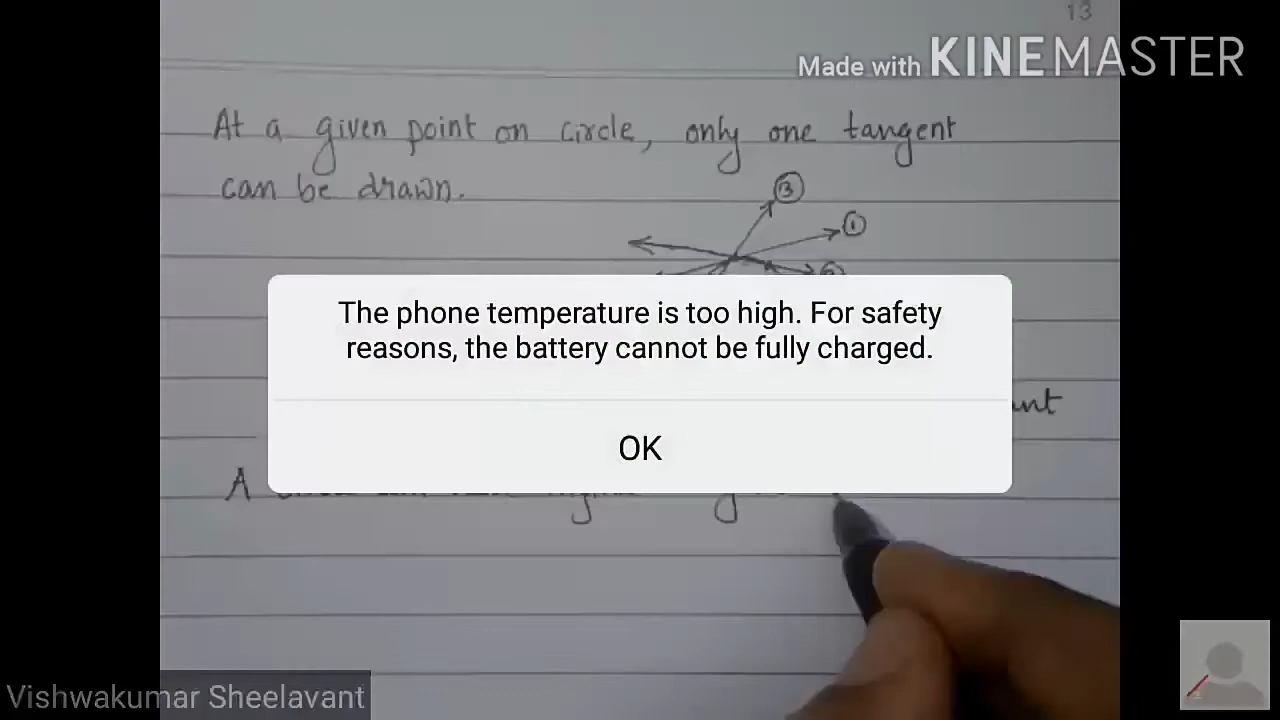 13
Made with KINEMASTER
At a given point on circle, only one tangent
can be drawn.
3
1
The phone temperature is too high. For safety
reasons, the battery cannot be fully charged.
OK
A
Vishwakumar Sheelavant